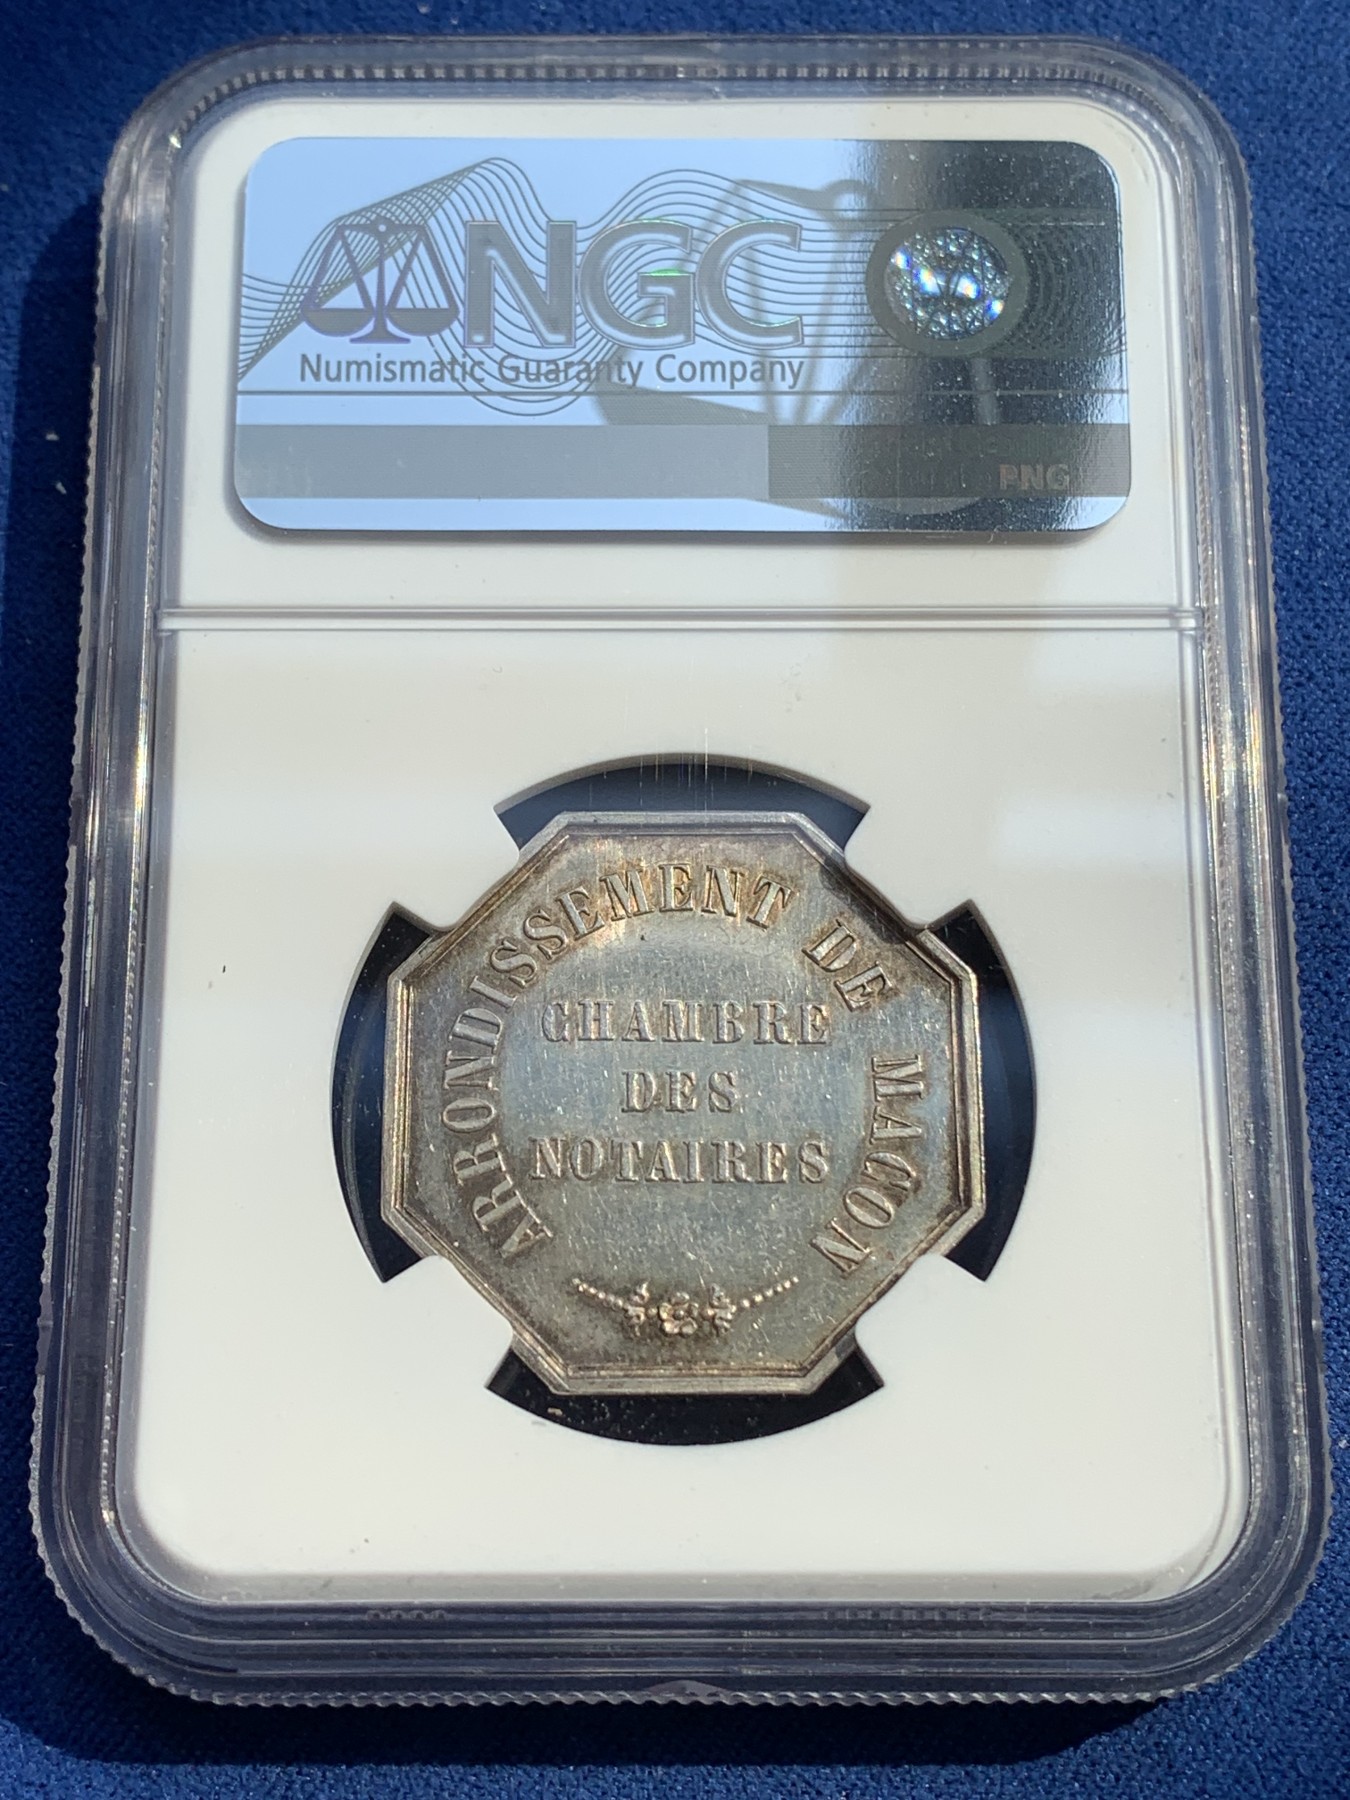 NGC
Numismatic Guaranty Company
PNG
ARRONDISSEMENT DE MACON
CHAMBRE
DES
NOTAIRES